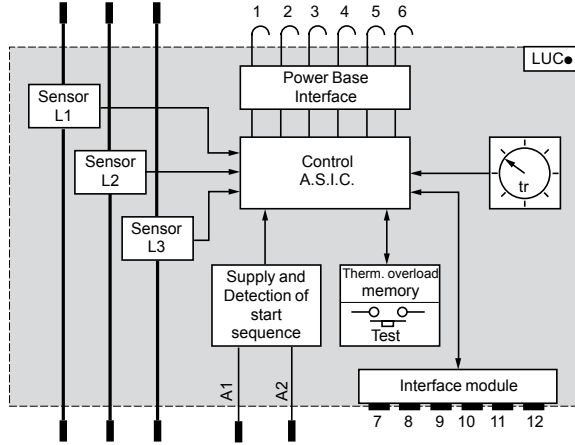 1 2 3 4 5 6
LUC●
Power Base
Interface
Sensor
L1
Control
A.S.I.C.
Sensor
L2
tr
Sensor
L3
Supply and
Detection of
start
sequence
Therm. overload
memory
Test
A1
A2
Interface module
7 8 9 10 11 12